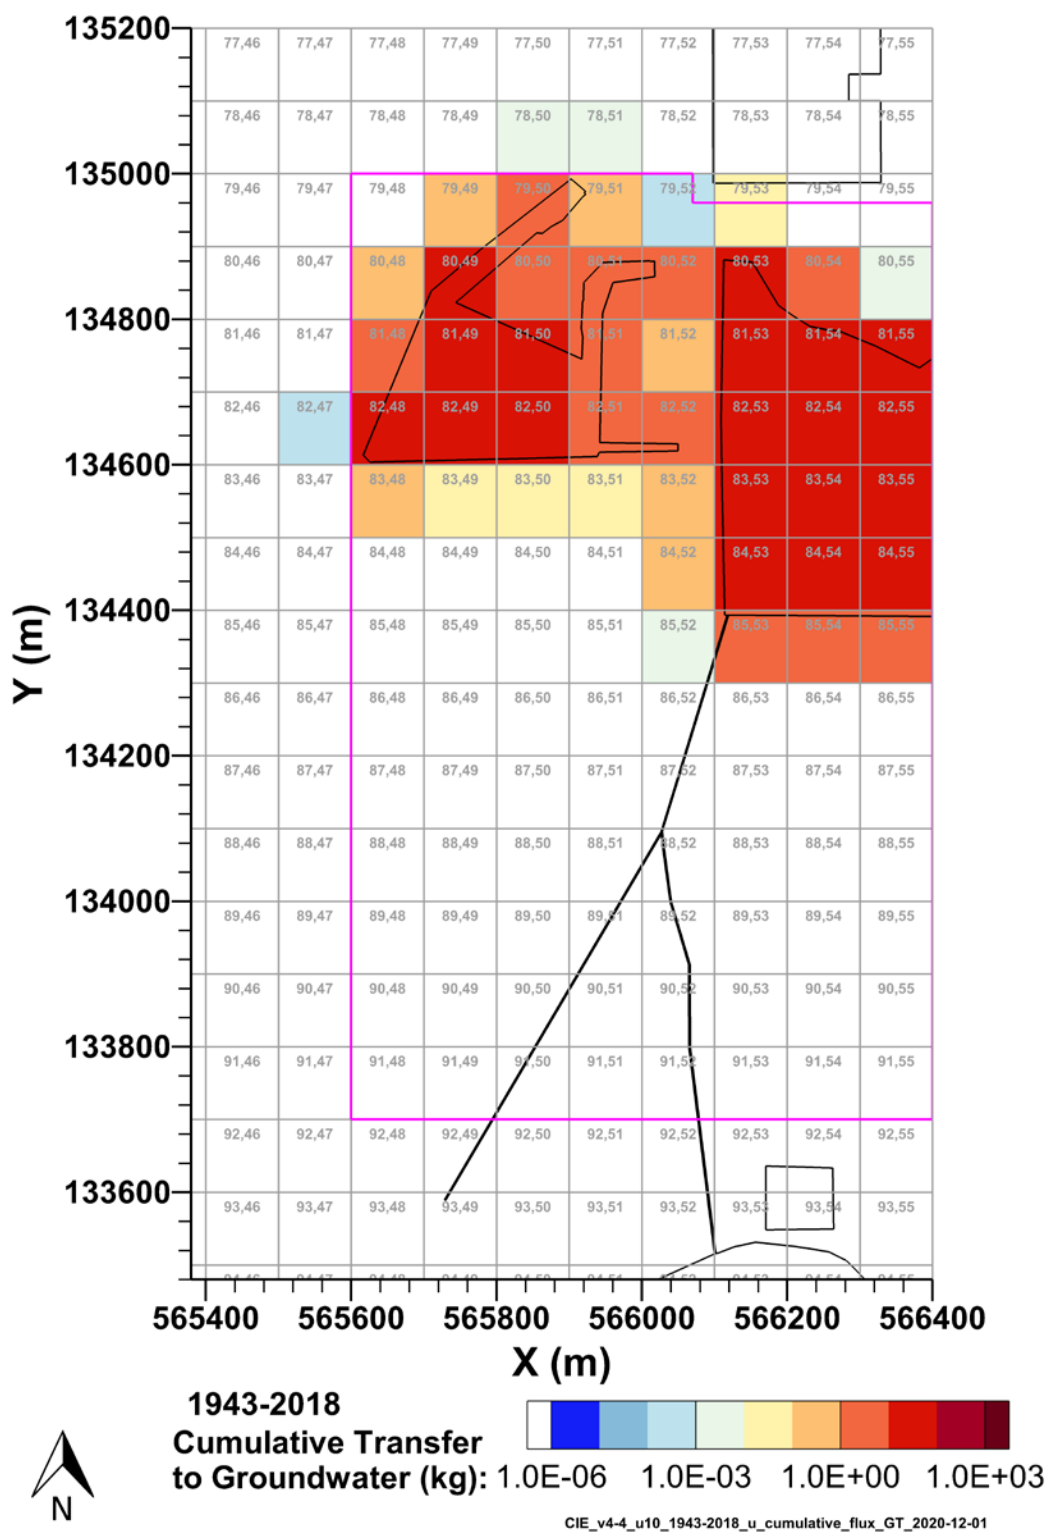 135200
77,46 77,47 77,48 77,49 77,50 77,51 77,52 77,53 77,54 77,55
78,46 78,47 78,48 78,49 78,50 78,51 78,52 78,53 78,54 78,55
135000
79,46 79,47 79,48 79,49 79,50 79,51 79,52 79,53 79,54 79,55
80,46 80,47 80,48 80,49 80,50 80,51 80,52 80,53 80,54 80,55
134800
81,46 81,47 81,48 81,49 81,50 81,51 81,52 81,53 81,54 81,55
82,46 82,47 82,48 82,49 82,50 82,51 82,52 82,53 82,54 82,55
134600
83,46 83,47 83,48 83,49 83,50 83,51 83,52 83,53 83,54 83,55
84,46 84,47 84,48 84,49 84,50 84,51 84,52 84,53 84,54 84,55
134400
85,46 85,47 85,48 85,49 85,50 85,51 85,52 85,53 85,54 85,55
Y (m)
86,46 86,47 86,48 86,49 86,50 86,51 86,52 86,53 86,54 86,55
134200
87,46 87,47 87,48 87,49 87,50 87,51 87,52 87,53 87,54 87,55
88,46 88,47 88,48 88,49 88,50 88,51 88,52 88,53 88,54 88,55
134000
89,46 89,47 89,48 89,49 89,50 89,51 89,52 89,53 89,54 89,55
90,46 90,47 90,48 90,49 90,50 90,51 90,52 90,53 90,54 90,55
133800
91,46 91,47 91,48 91,49 91,50 91,51 91,52 91,53 91,54 91,55
92,46 92,47 92,48 92,49 92,50 92,51 92,52 92,53 92,54 92,55
133600
93,46 93,47 93,48 93,49 93,50 93,51 93,52 93,53 93,54 93,55
565400 565600 565800 566000 566200 566400
X (m)
1943-2018
Cumulative Transfer
to Groundwater (kg): 1.0E-06 1.0E-03 1.0E+00 1.0E+03
N
CIE_v4-4_u10_1943-2018_u_cumulative_flux_GT_2020-12-01